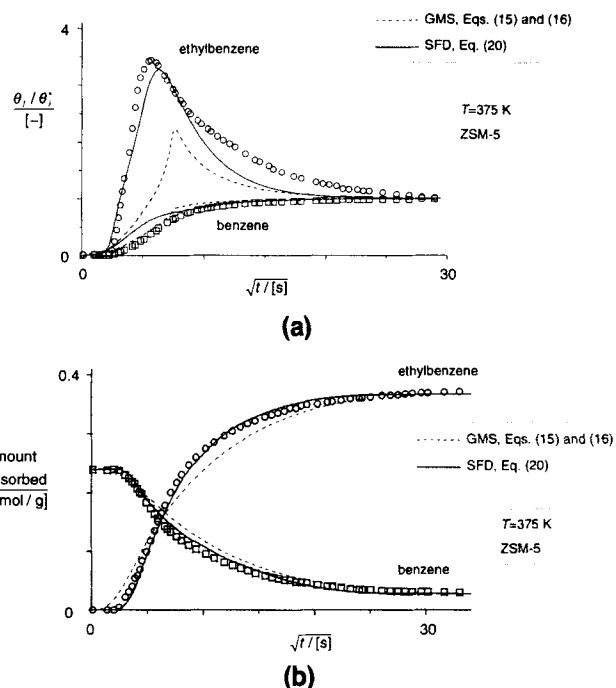 4
GMS, Eqs. (15) and (16)
SFD, Eq. (20)
ethylbenzene
θi / θi*
[–]
T=375 K
ZSM-5
benzene
0
0
30
√t / [s]
(a)
0.4
ethylbenzene
mount
sorbed
mol / g]
GMS, Eqs. (15) and (16)
SFD, Eq. (20)
T=375 K
ZSM-5
benzene
0
0
30
√t / [s]
(b)